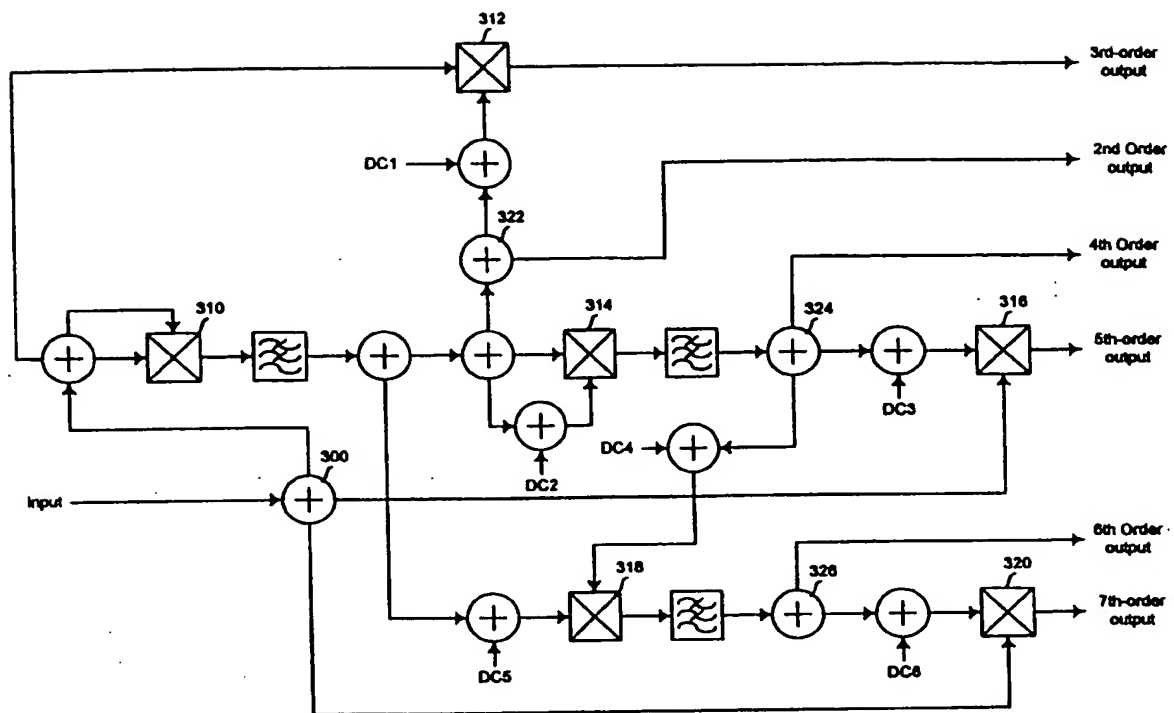 312
3rd-order
output
DC1
2nd Order
output
322
4th Order
output
310
314
324
316
5th-order
output
DC3
DC4
DC2
300
Input
6th Order
output
318
326
320
7th-order
output
DC5
DC6